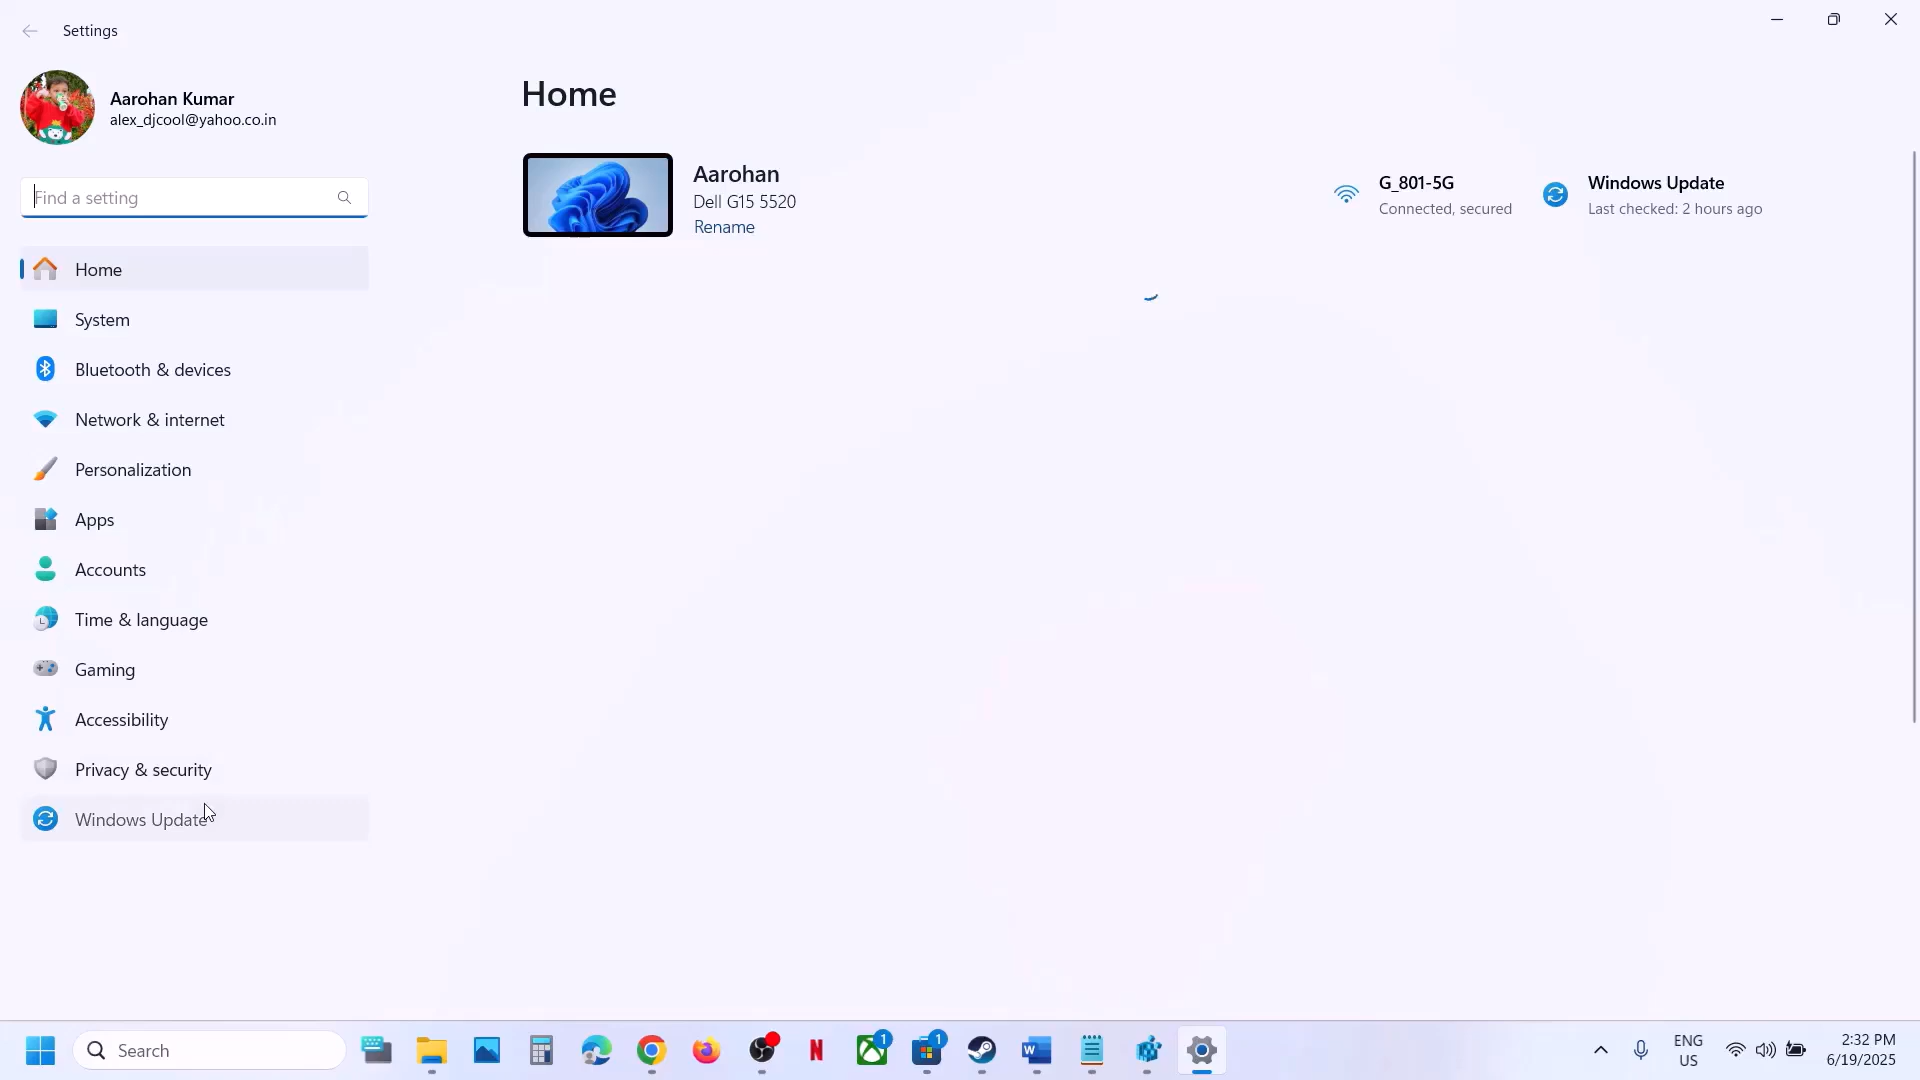 Settings
Aarohan Kumar
alex_djcool@yahoo.co.in
Find a setting
Home
System
Bluetooth & devices
Network & internet
Personalization
Apps
Accounts
Time & language
Gaming
Accessibility
Privacy & security
Windows Update
Home
Aarohan
Dell G15 5520
Rename
G_801-5G
Connected, secured
Windows Update
Last checked: 2 hours ago
Search
1
1
ENG
US
2:32 PM
6/19/2025